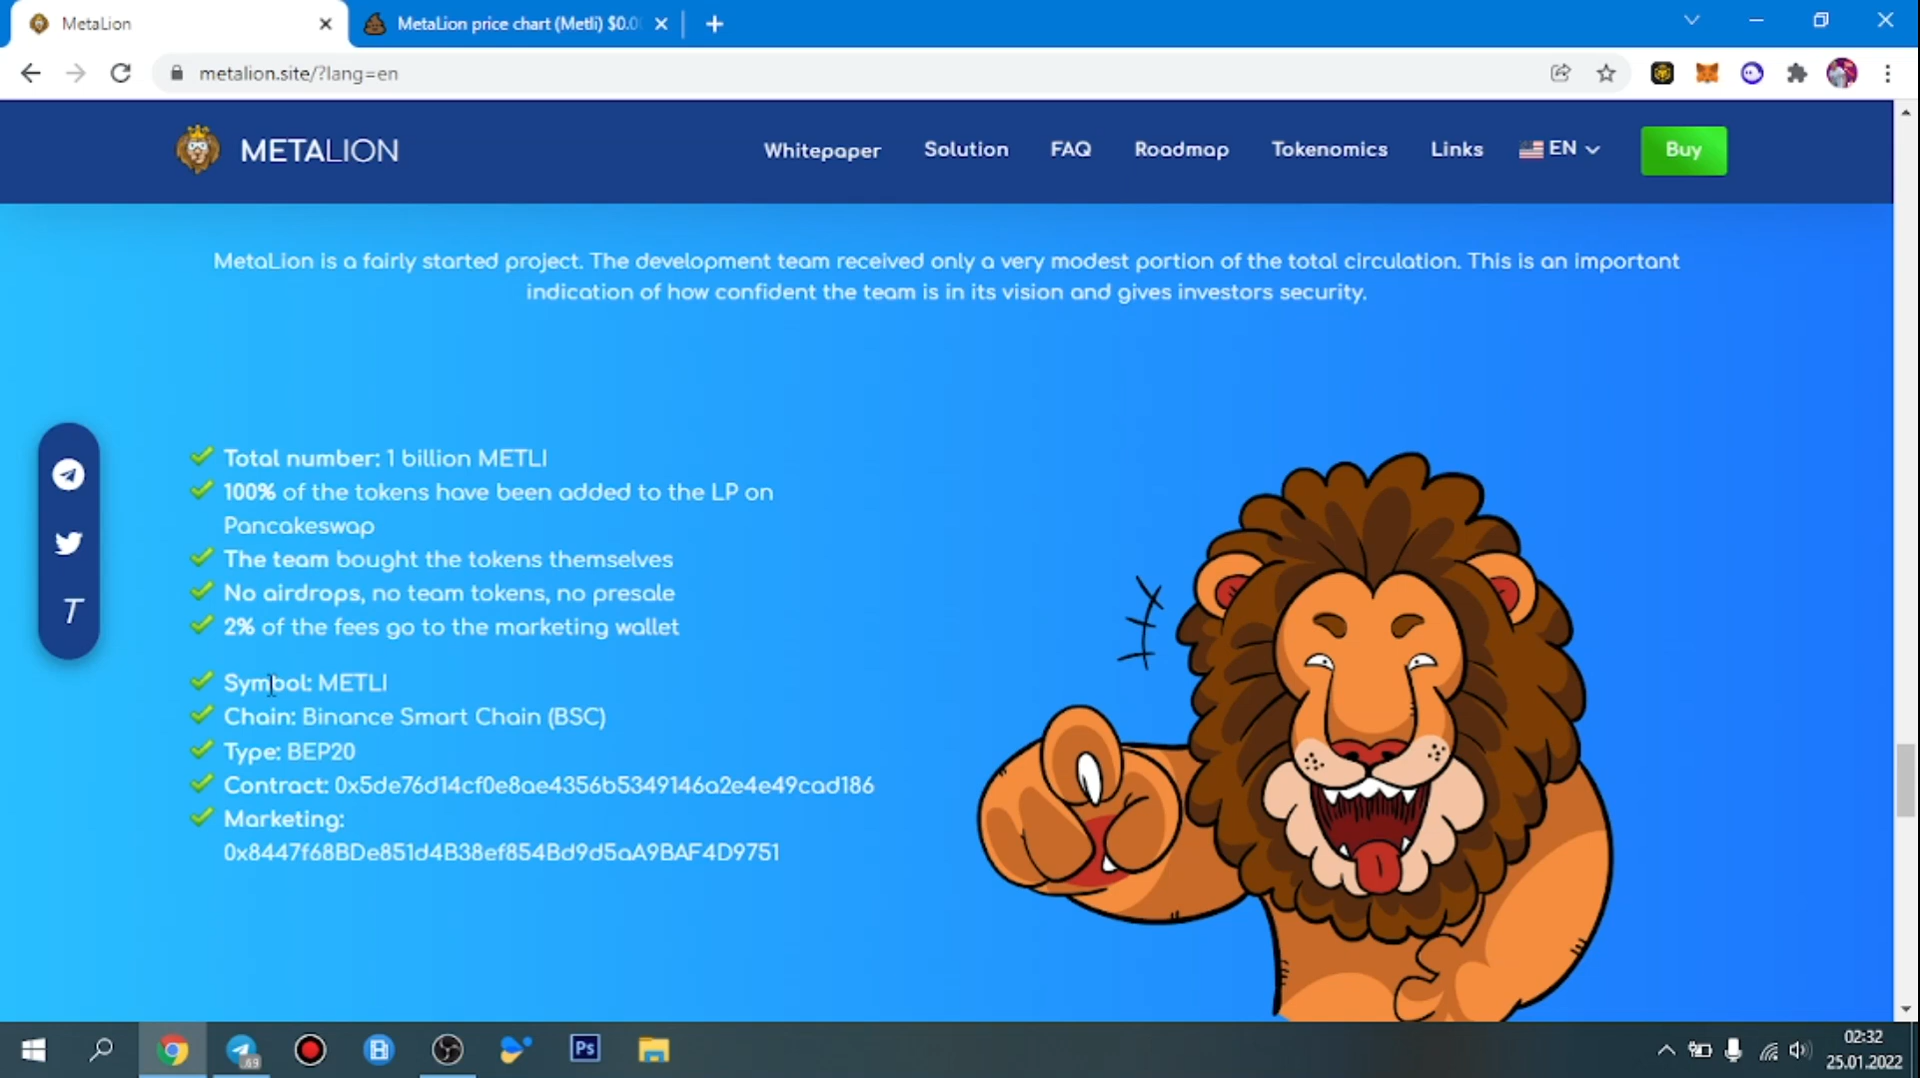 MetaLion
MetaLion price chart (Metli) $0.0
metalion.site/?lang=en
METALION
Whitepaper
Solution
FAQ
Roadmap
Tokenomics
Links
EN
Buy
MetaLion is a fairly started project. The development team received only a very modest portion of the total circulation. This is an important
indication of how confident the team is in its vision and gives investors security.
Total number: 1 billion METLI
100% of the tokens have been added to the LP on
Pancakeswap
The team bought the tokens themselves
No airdrops, no team tokens, no presale
2% of the fees go to the marketing wallet
Symbol: METLI
Chain: Binance Smart Chain (BSC)
Type: BEP20
Contract: 0x5de76d14cf0e8ae4356b5349146a2e4e49cad186
Marketing:
0x8447f68BDe851d4B38ef854Bd9d5aA9BAF4D9751
T
69
Ps
02:32
25.01.2022